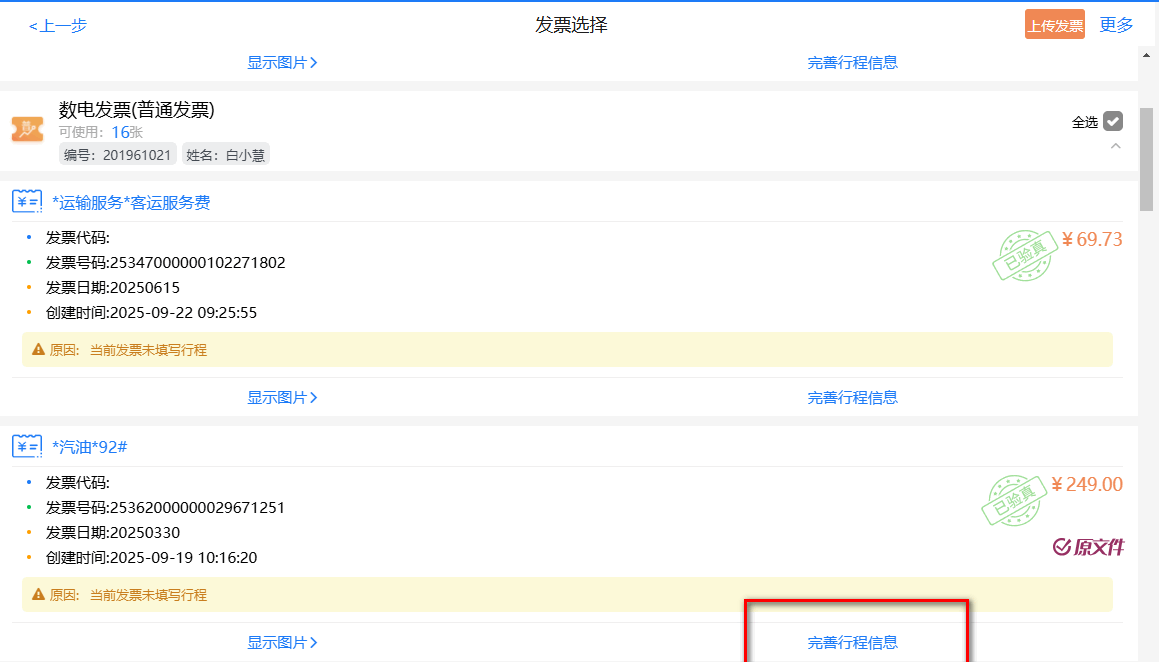 <上一步 发票选择 上传发票 更多
显示图片> 完善行程信息
数电发票(普通发票)
可使用: 16张 全选
编号: 201961021 姓名: 白小慧
*运输服务*客运服务费
发票代码:
已验真 ¥69.73
发票号码:25347000000102271802
发票日期:20250615
创建时间:2025-09-22 09:25:55
原因: 当前发票未填写行程
显示图片> 完善行程信息
*汽油*92#
发票代码:
已验真 ¥249.00
发票号码:25362000000029671251
发票日期:20250330
原文件
创建时间:2025-09-19 10:16:20
原因: 当前发票未填写行程
显示图片> 完善行程信息